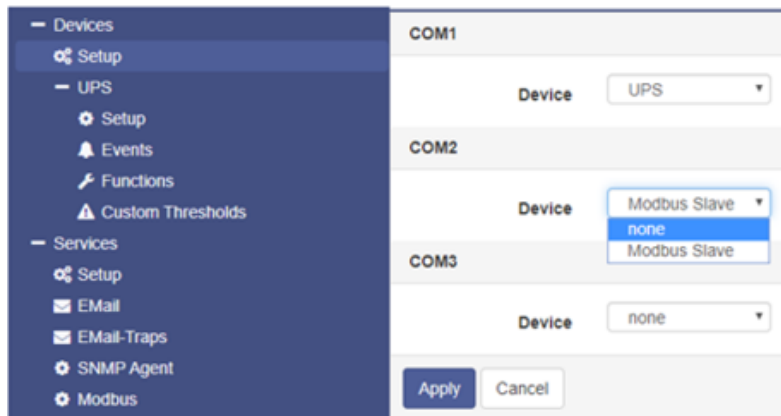 Devices
Setup
UPS
Setup
Events
Functions
Custom Thresholds
Services
Setup
EMail
EMail-Traps
SNMP Agent
Modbus
COM1
Device UPS
COM2
Device Modbus Slave
none
Modbus Slave
COM3
Device none
Apply Cancel